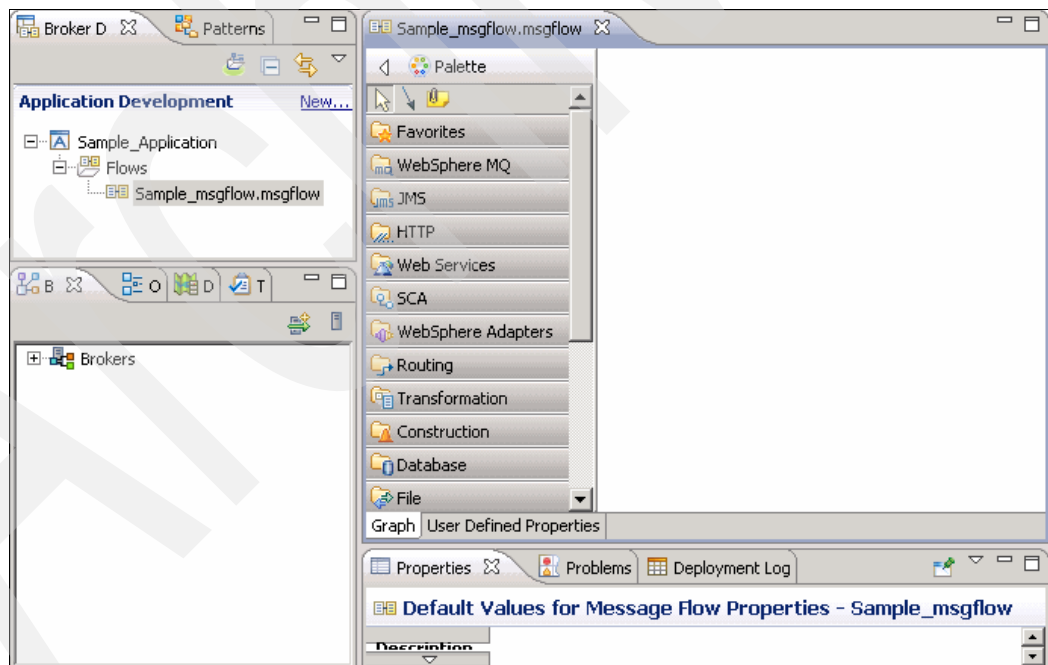 Broker D
Patterns
Application Development
New...
Sample_Application
Flows
Sample_msgflow.msgflow
B
O
D
T
Brokers
Sample_msgflow.msgflow
Palette
Favorites
WebSphere MQ
JMS
HTTP
Web Services
SCA
WebSphere Adapters
Routing
Transformation
Construction
Database
File
Graph
User Defined Properties
Properties
Problems
Deployment Log
Default Values for Message Flow Properties - Sample_msgflow
Description